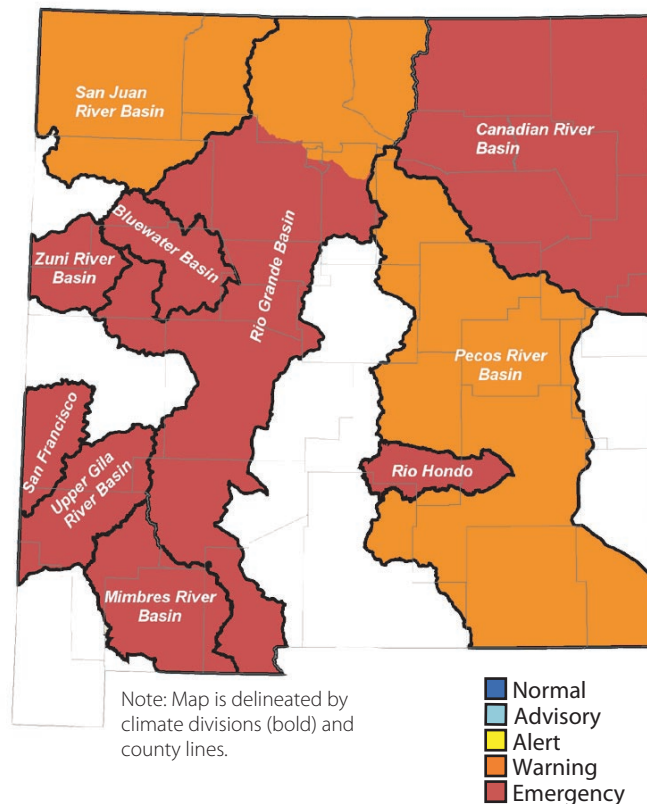 San Juan
River Basin
Canadian River
Basin
Bluewater Basin
Zuni River
Basin
Rio Grande Basin
Pecos River
Basin
San Francisco
Upper Gila
River Basin
Rio Hondo
Mimbres River
Basin
Note: Map is delineated by
climate divisions (bold) and
county lines.
Normal
Advisory
Alert
Warning
Emergency